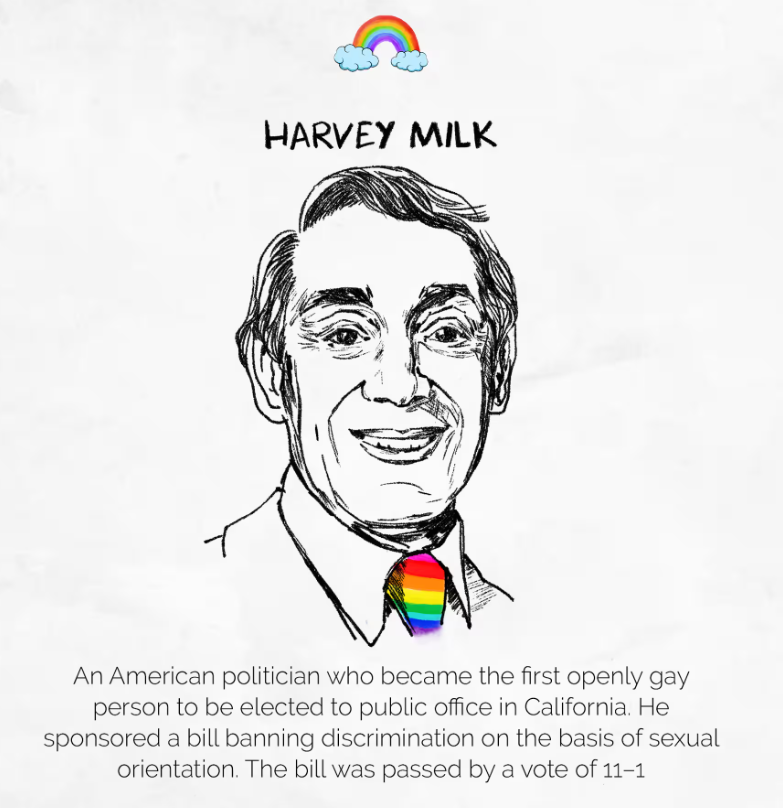 HARVEY MILK
An American politician who became the first openly gay
person to be elected to public office in California. He
sponsored a bill banning discrimination on the basis of sexual
orientation. The bill was passed by a vote of 11–1